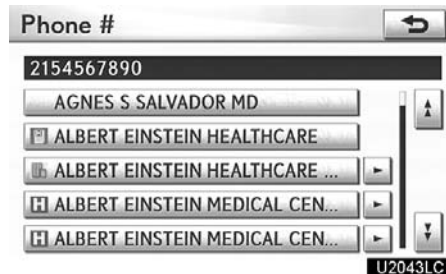 Phone #
2154567890
AGNES S SALVADOR MD
ALBERT EINSTEIN HEALTHCARE
ALBERT EINSTEIN HEALTHCARE ...
ALBERT EINSTEIN MEDICAL CEN...
ALBERT EINSTEIN MEDICAL CEN...
U2043LC